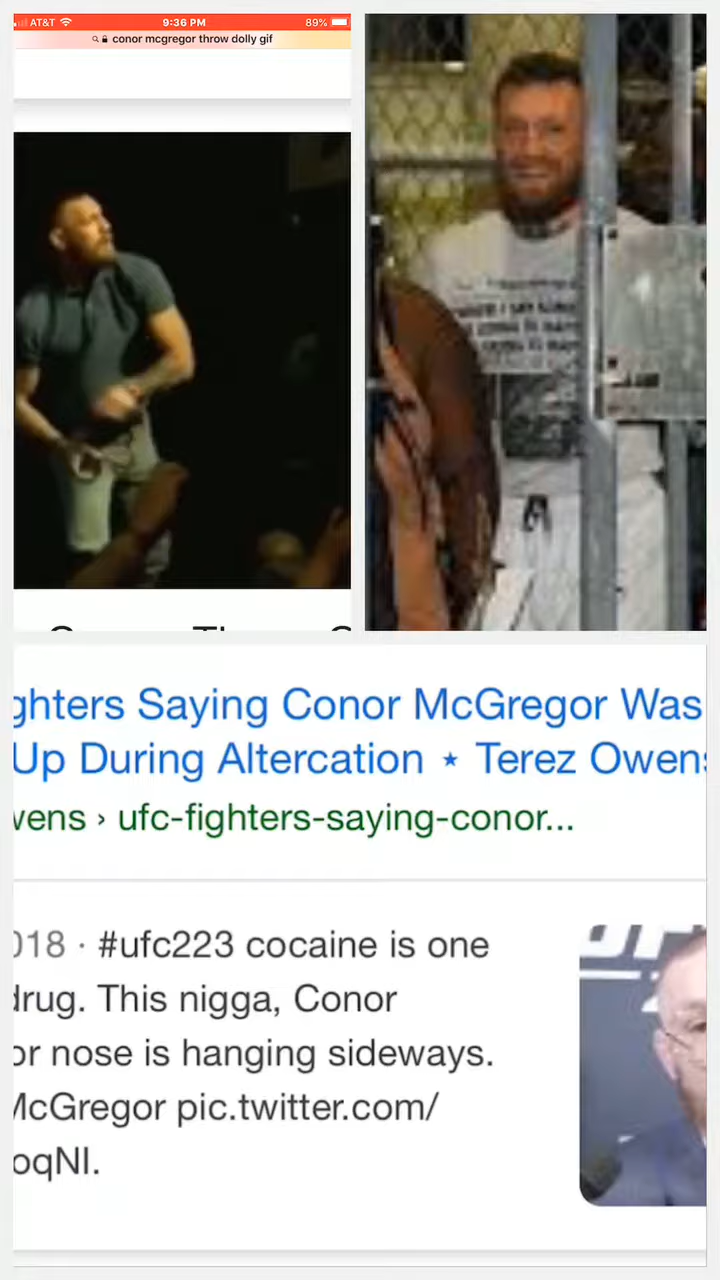 AT&T 9:36 PM 89%
conor mcgregor throw dolly gif
ghters Saying Conor McGregor Was
Up During Altercation ⋆ Terez Owens
wens › ufc-fighters-saying-conor...
018 · #ufc223 cocaine is one
drug. This nigga, Conor
or nose is hanging sideways.
McGregor pic.twitter.com/
oqNI.